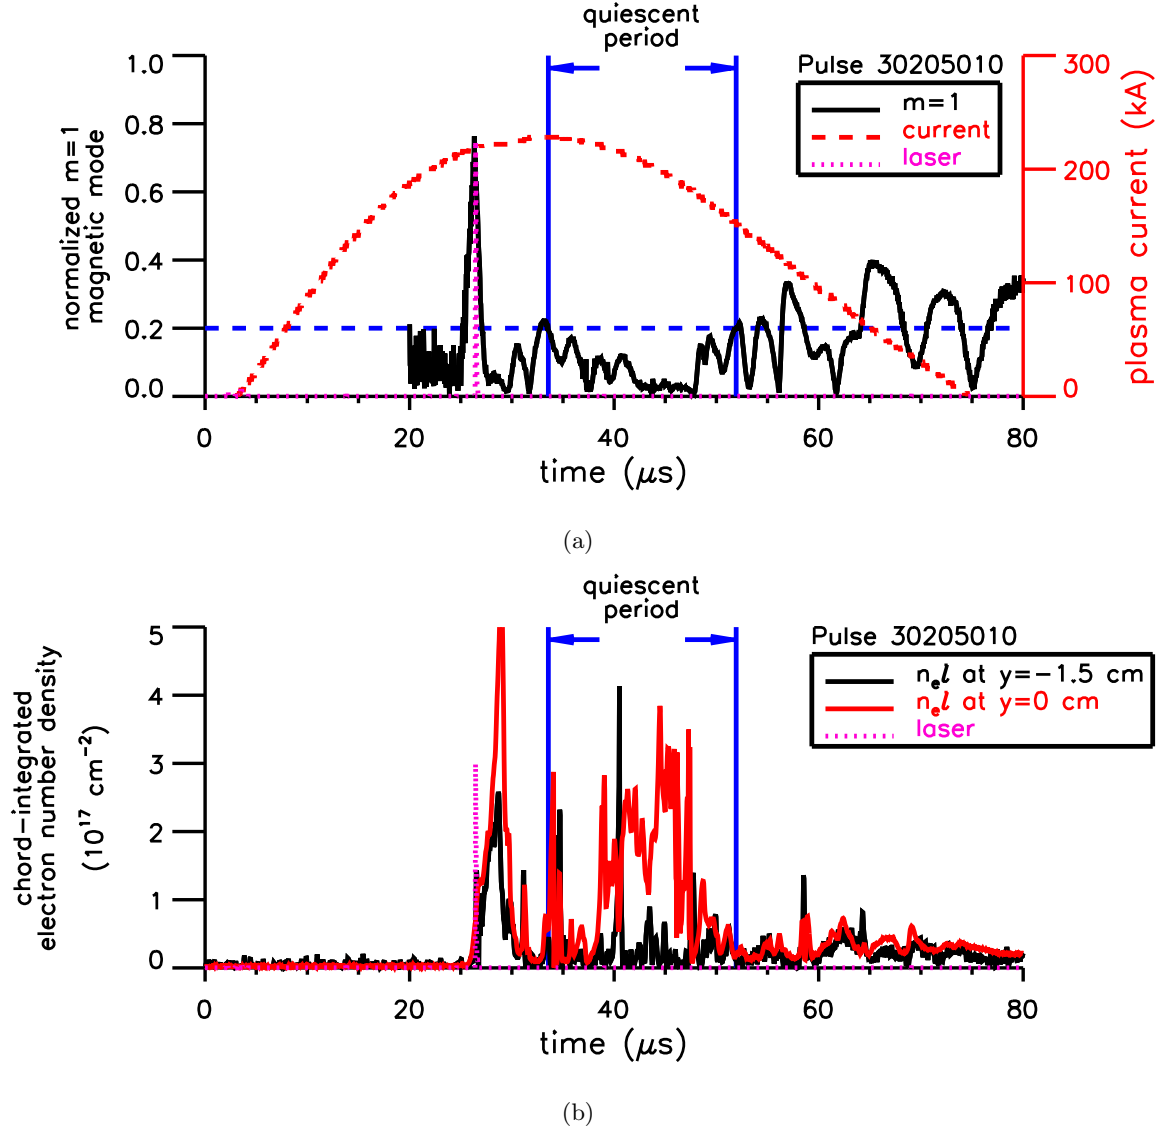 quiescent
period
Pulse 30205010
m=1
current
laser
normalized m=1
magnetic mode
1.0
0.8
0.6
0.4
0.2
0.0
300
200
100
0
plasma current (kA)
0 20 40 60 80
time (μs)
(a)
quiescent
period
Pulse 30205010
nₑl at y=−1.5 cm
nₑl at y=0 cm
laser
chord−integrated
electron number density
(10¹⁷ cm⁻²)
5
4
3
2
1
0
0 20 40 60 80
time (μs)
(b)